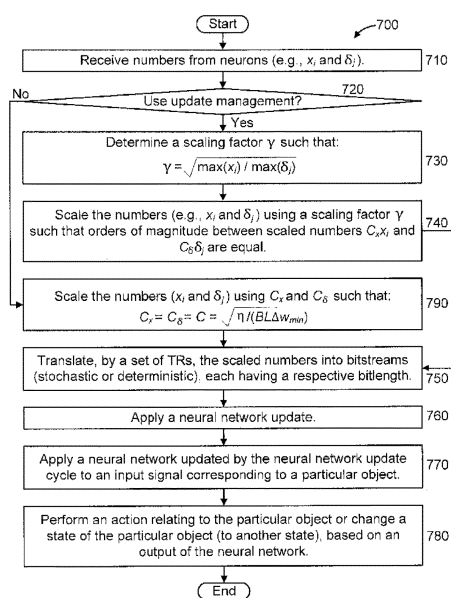 Start
700
Receive numbers from neurons (e.g., xᵢ and δⱼ).
710
No
720
Use update management?
Yes
Determine a scaling factor γ such that:
γ = √max(xᵢ) / max(δⱼ)
730
Scale the numbers (e.g., xᵢ and δⱼ) using a scaling factor γ
such that orders of magnitude between scaled numbers Cₓxᵢ and
C_δδⱼ are equal.
740
Scale the numbers (xᵢ and δⱼ) using Cₓ and C_δ such that;
Cₓ = C_δ = C = √η/(BLΔw_min)
790
Translate, by a set of TRs, the scaled numbers into bitstreams
(stochastic or deterministic), each having a respective bitlength.
750
Apply a neural network update.
760
Apply a neural network updated by the neural network update
cycle to an input signal corresponding to a particular object.
770
Perform an action relating to the particular object or change a
state of the particular object (to another state), based on an
output of the neural network.
780
End